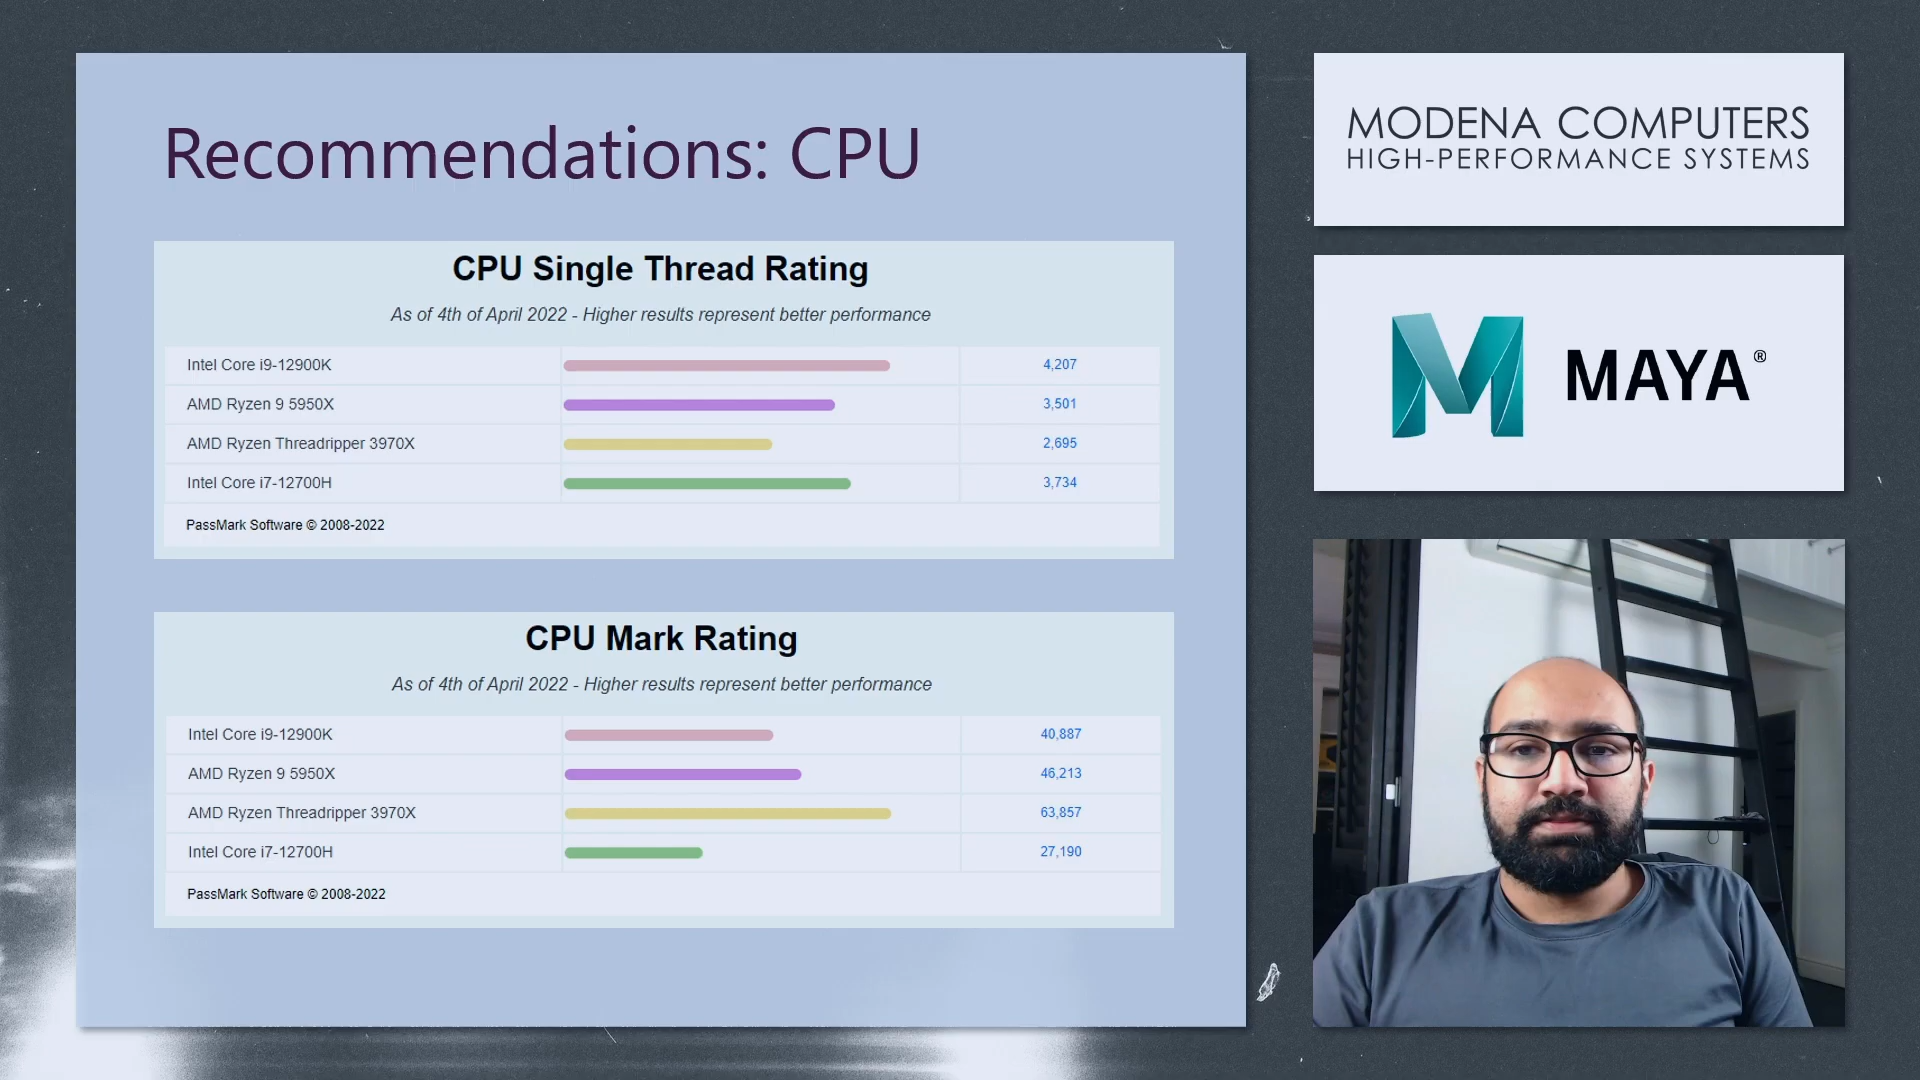 Recommendations: CPU
CPU Single Thread Rating
As of 4th of April 2022 - Higher results represent better performance
Intel Core i9-12900K 4,207
AMD Ryzen 9 5950X 3,501
AMD Ryzen Threadripper 3970X 2,695
Intel Core i7-12700H 3,734
PassMark Software © 2008-2022
CPU Mark Rating
As of 4th of April 2022 - Higher results represent better performance
Intel Core i9-12900K 40,887
AMD Ryzen 9 5950X 46,213
AMD Ryzen Threadripper 3970X 63,857
Intel Core i7-12700H 27,190
PassMark Software © 2008-2022
MODENA COMPUTERS
HIGH-PERFORMANCE SYSTEMS
MAYA®